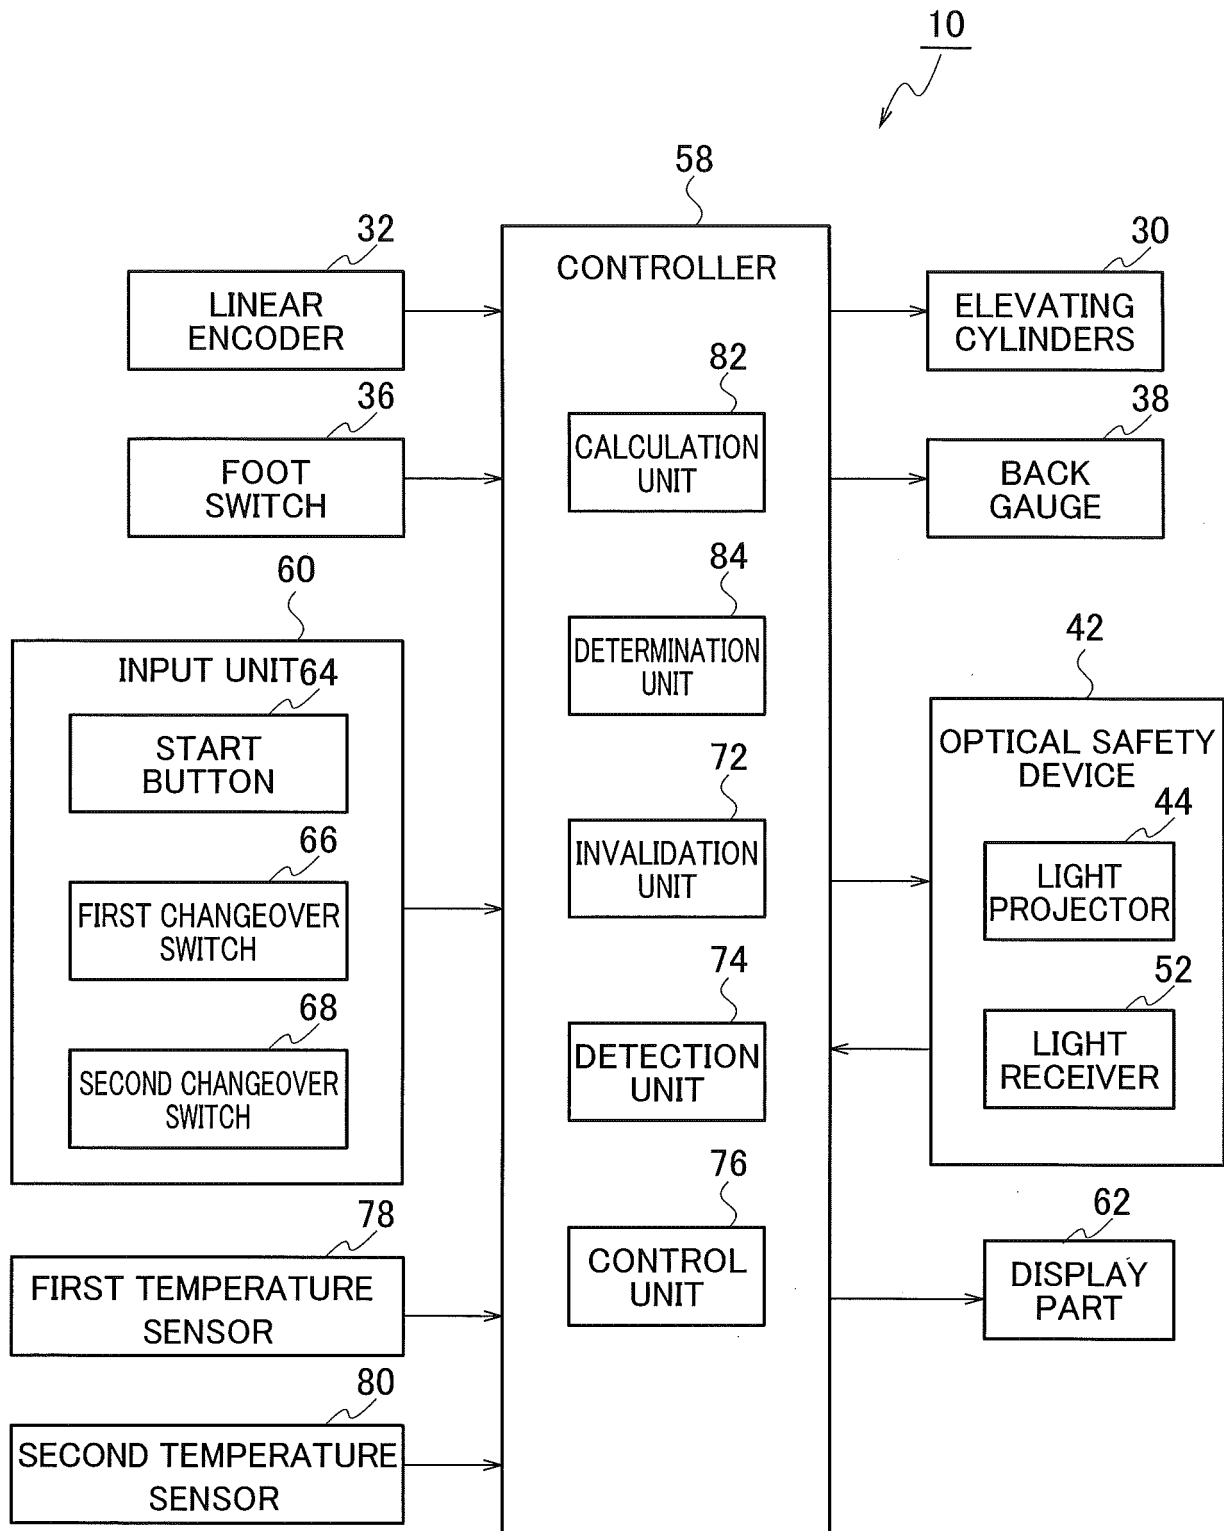 10
58
CONTROLLER
32
LINEAR
ENCODER
36
FOOT
SWITCH
60
INPUT UNIT
64
START
BUTTON
66
FIRST CHANGEOVER
SWITCH
68
SECOND CHANGEOVER
SWITCH
78
FIRST TEMPERATURE
SENSOR
80
SECOND TEMPERATURE
SENSOR
82
CALCULATION
UNIT
84
DETERMINATION
UNIT
72
INVALIDATION
UNIT
74
DETECTION
UNIT
76
CONTROL
UNIT
30
ELEVATING
CYLINDERS
38
BACK
GAUGE
42
OPTICAL SAFETY
DEVICE
44
LIGHT
PROJECTOR
52
LIGHT
RECEIVER
62
DISPLAY
PART